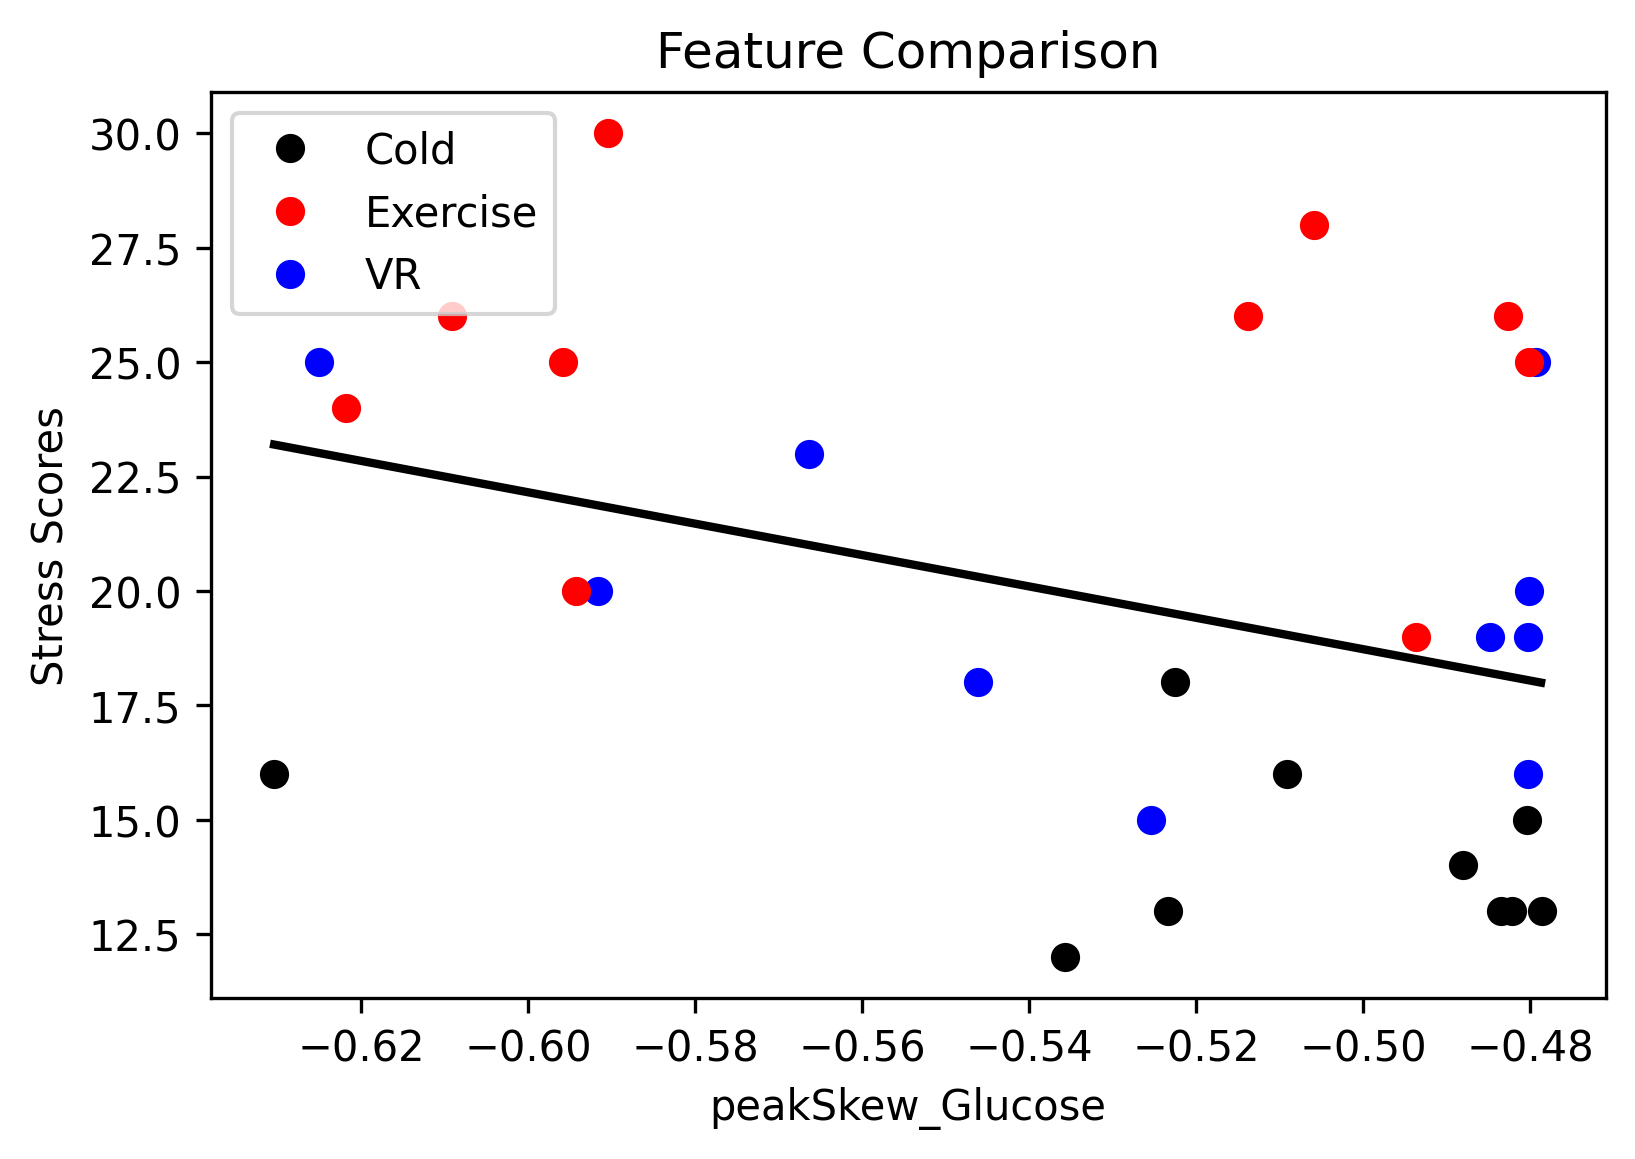 Feature Comparison
Cold
Exercise
VR
30.0
27.5
25.0
22.5
20.0
17.5
15.0
12.5
Stress Scores
−0.62 −0.60 −0.58 −0.56 −0.54 −0.52 −0.50 −0.48
peakSkew_Glucose